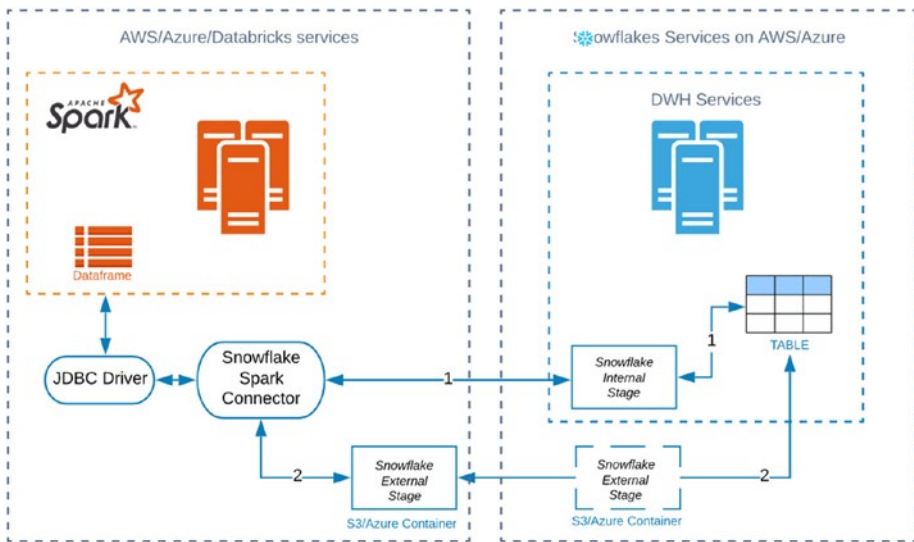 AWS/Azure/Databricks services
APACHE
Spark
Dataframe
JDBC Driver
Snowflake
Spark
Connector
1
2
Snowflake
External
Stage
S3/Azure Container
Snowflakes Services on AWS/Azure
DWH Services
TABLE
1
Snowflake
Internal
Stage
Snowflake
External
Stage
2
S3/Azure Container